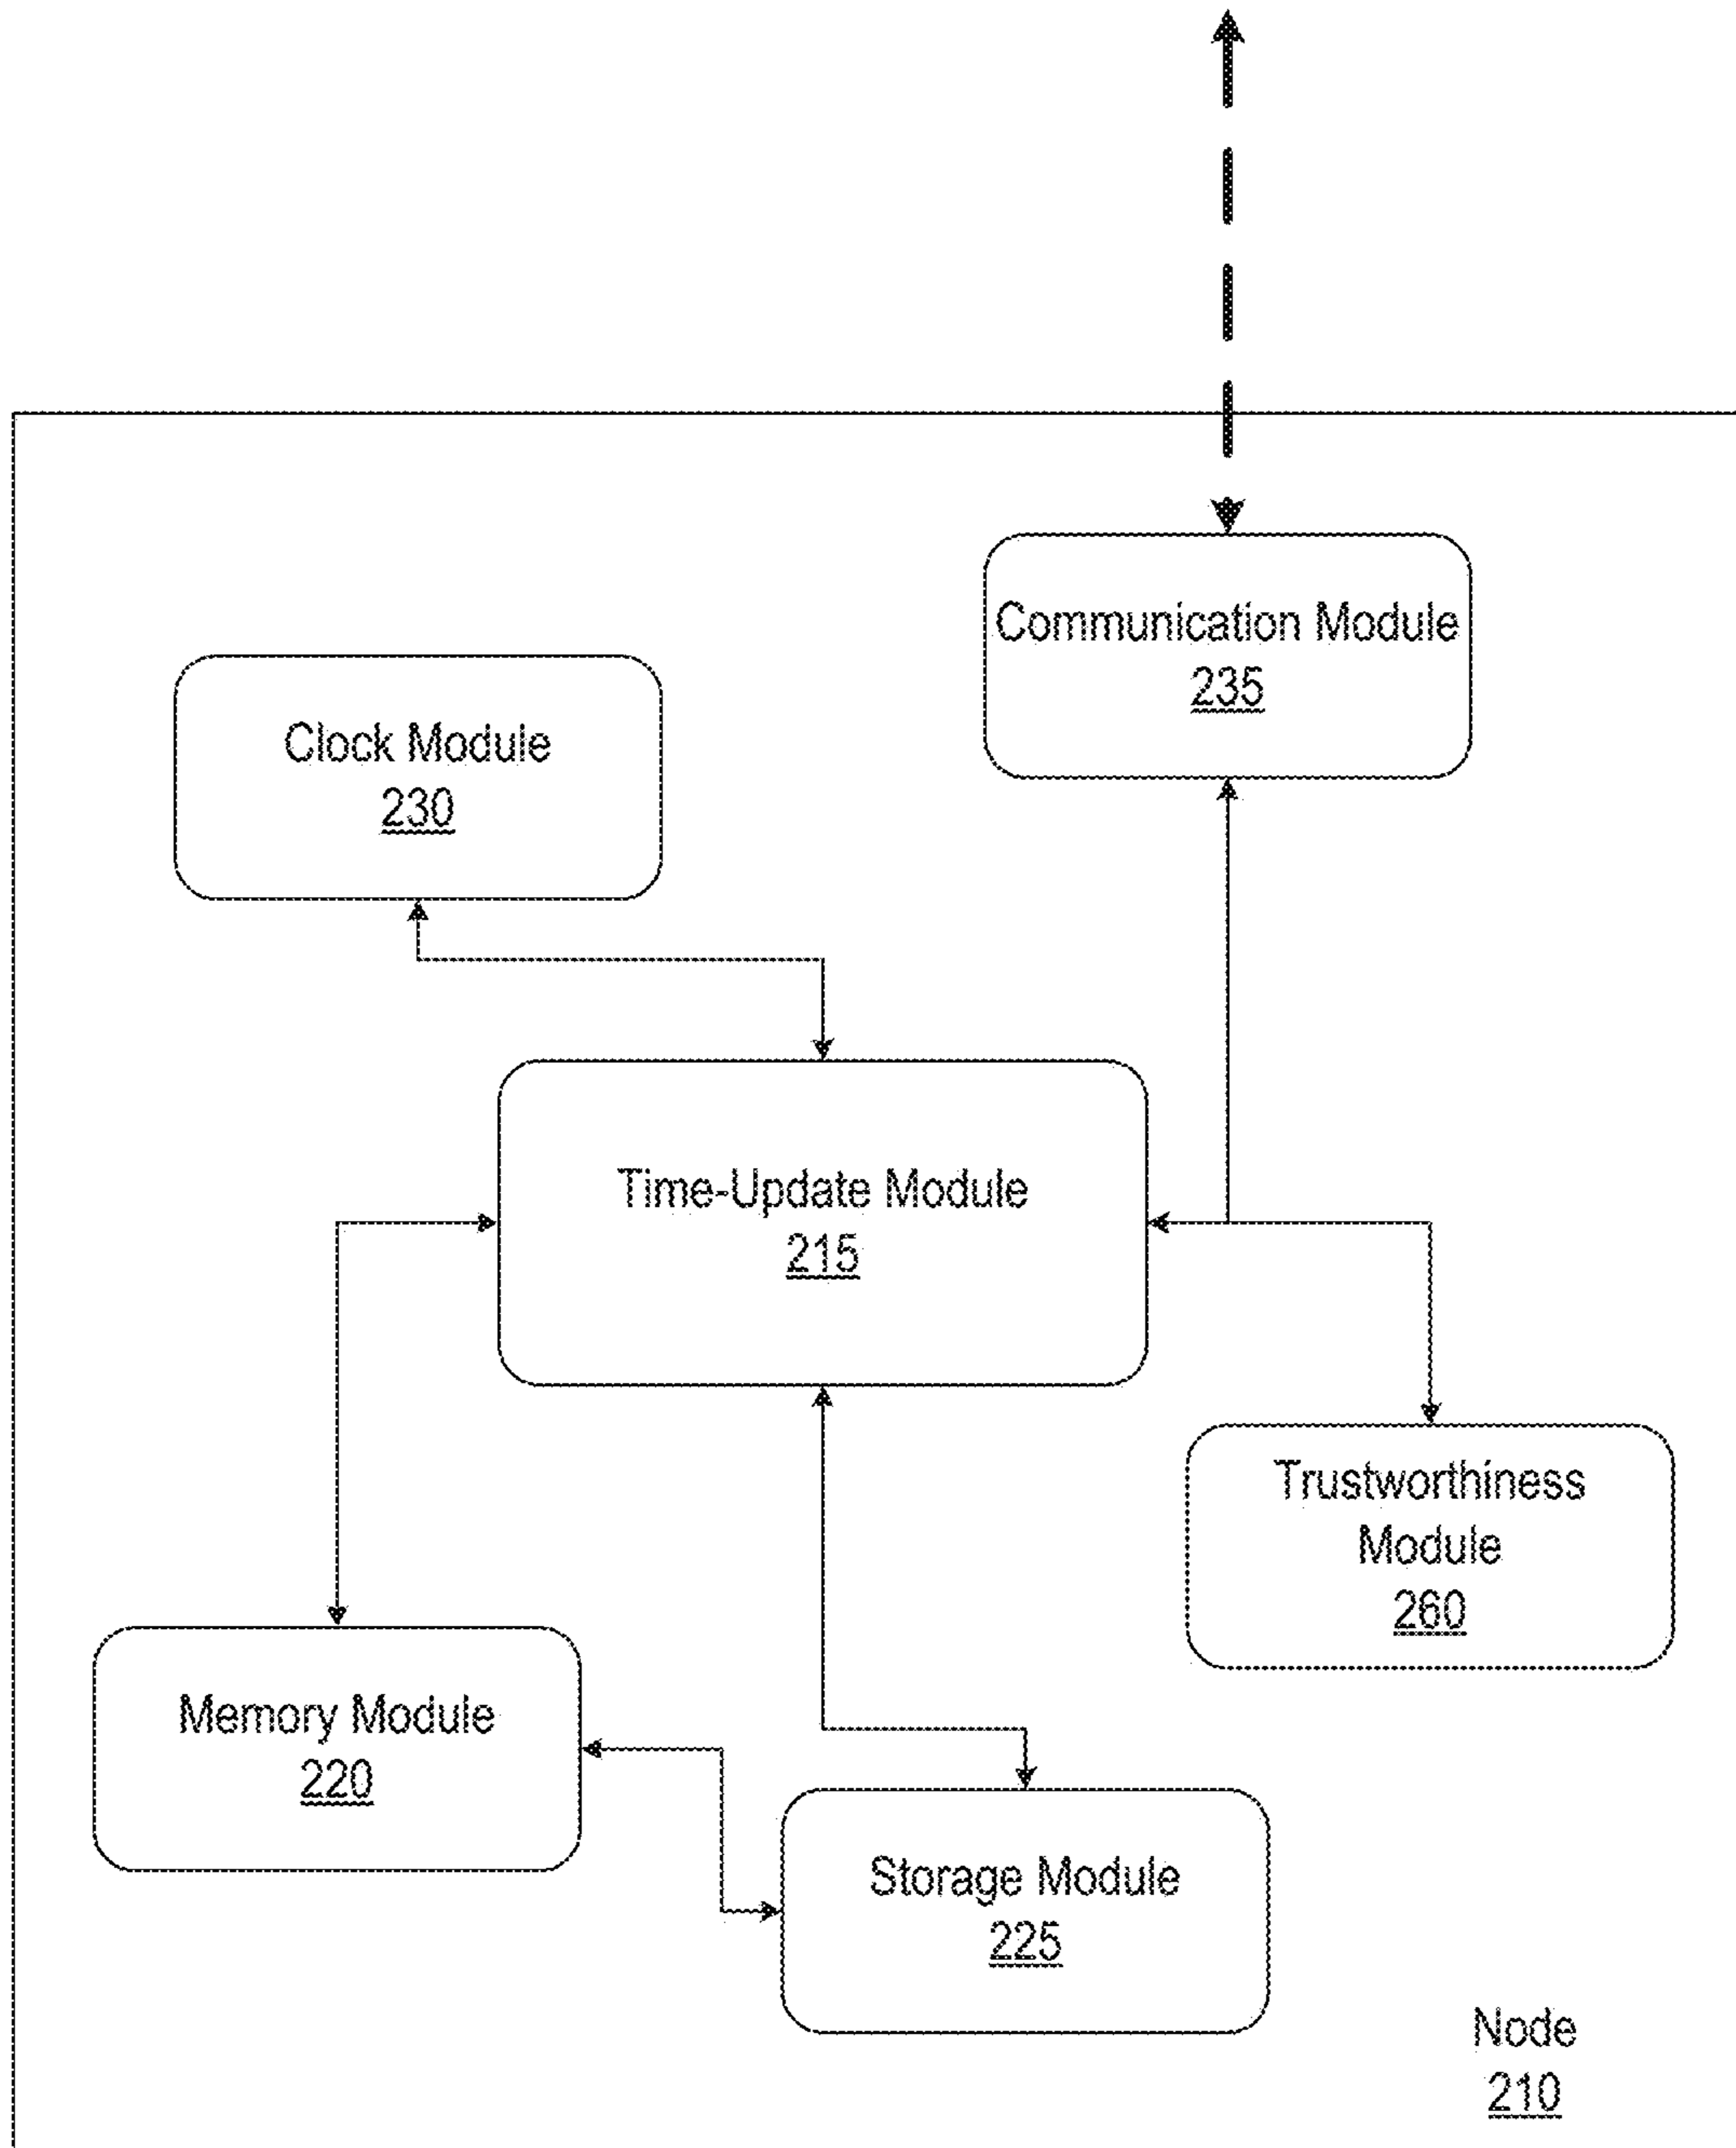 Communication Module
235
Clock Module
230
Time-Update Module
215
Trustworthiness
Module
260
Memory Module
220
Storage Module
225
Node
210